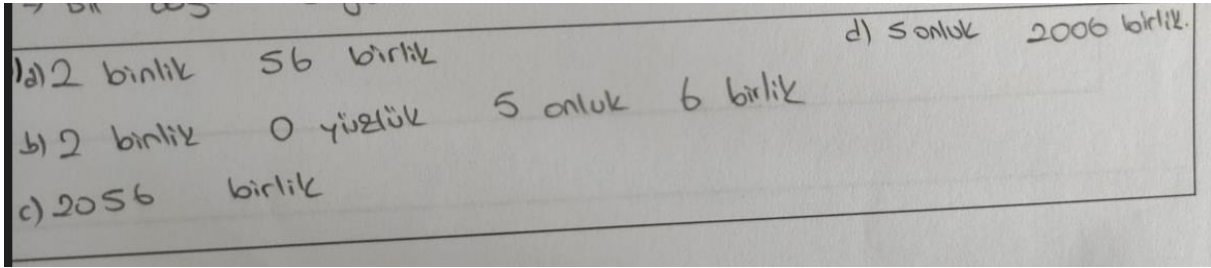 a) 2 binlik 56 birlik
d) 5 onluk 2006 birlik.
b) 2 binlik 0 yüzlük 5 onluk 6 birlik
c) 2056 birlik